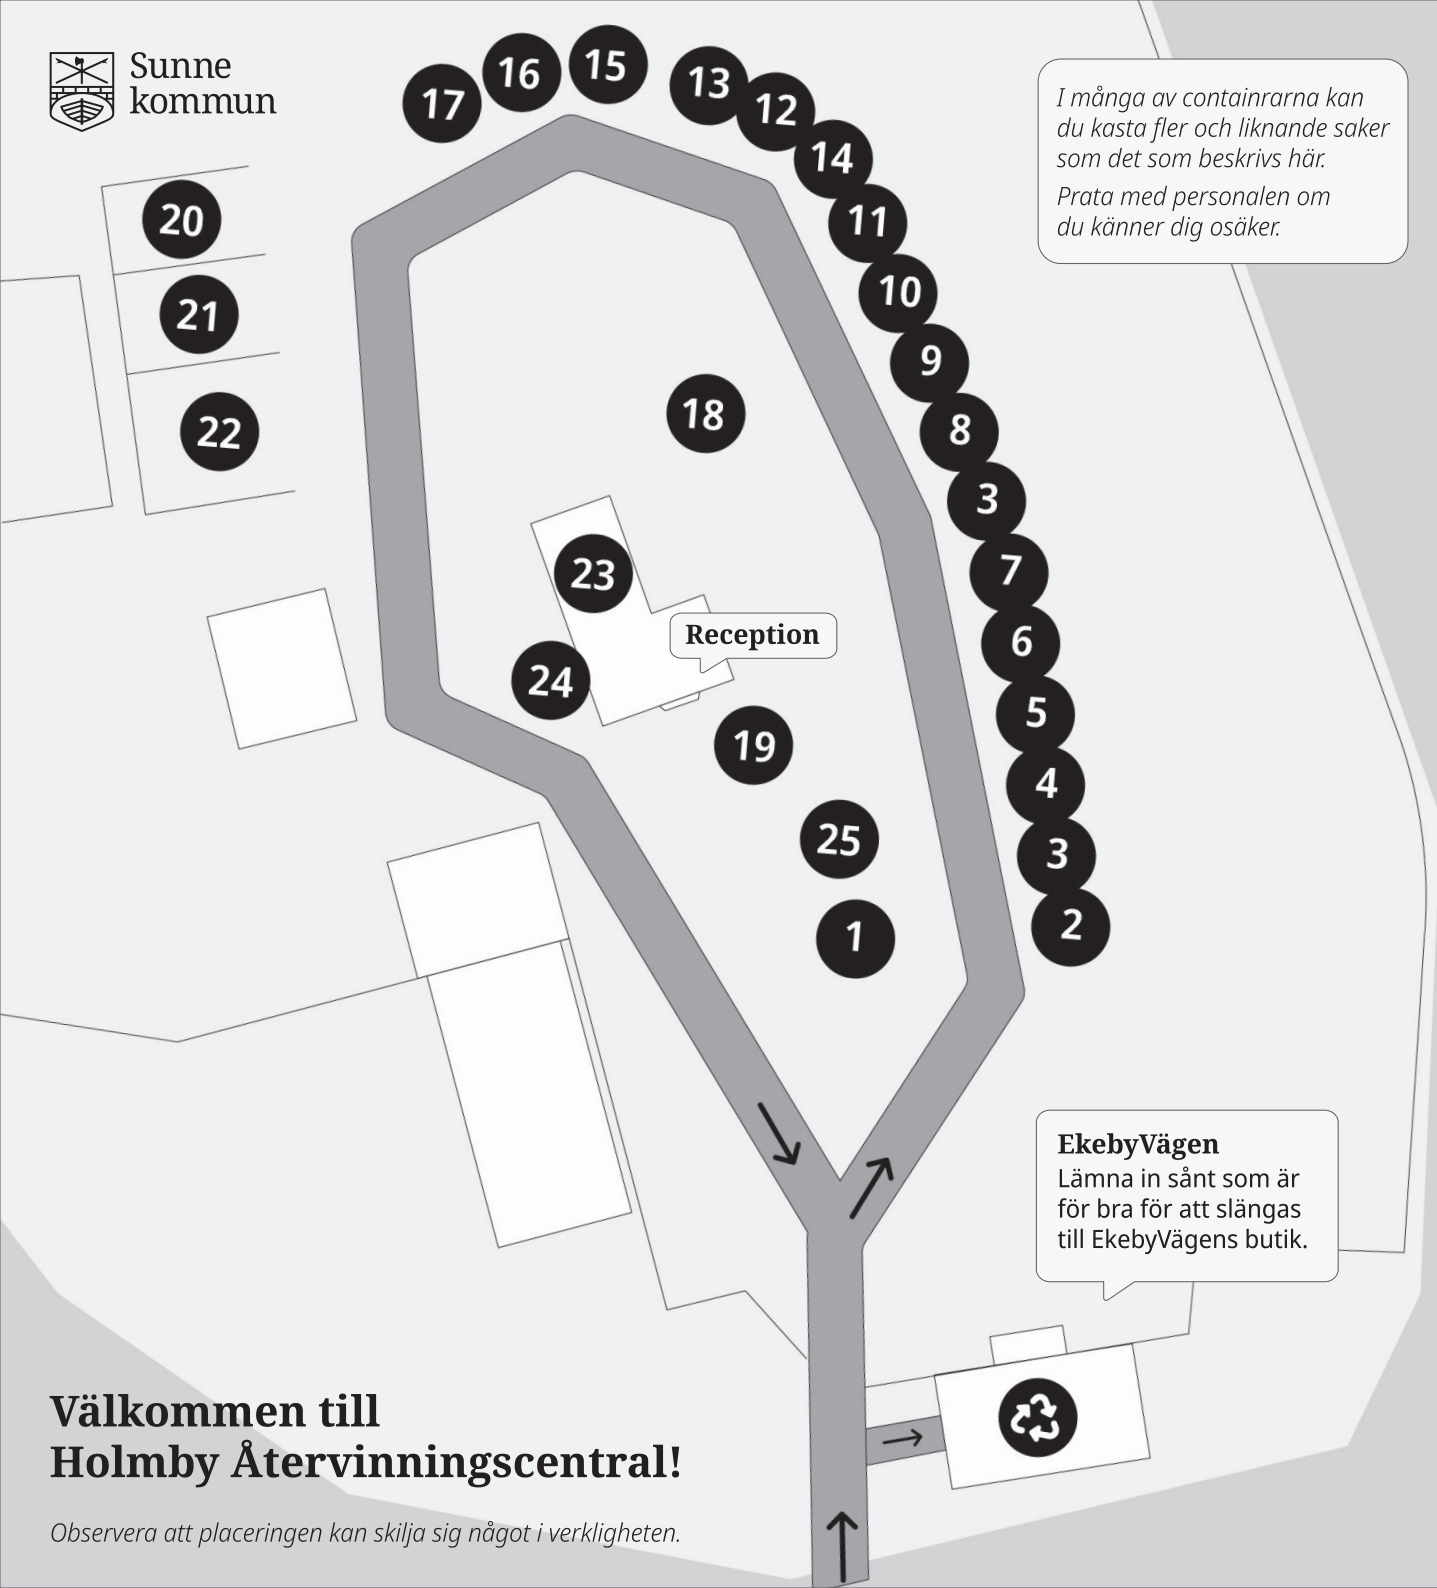 Sunne
kommun
17
16
15
13
12
14
11
10
9
8
3
7
6
5
4
3
2
I många av containrarna kan
du kasta fler och liknande saker
som det som beskrivs här.
Prata med personalen om
du känner dig osäker.
20
21
22
18
23
Reception
24
19
25
1
EkebyVägen
Lämna in sånt som är
för bra för att slängas
till EkebyVägens butik.
Välkommen till
Holmby Återvinningscentral!
Observera att placeringen kan skilja sig något i verkligheten.